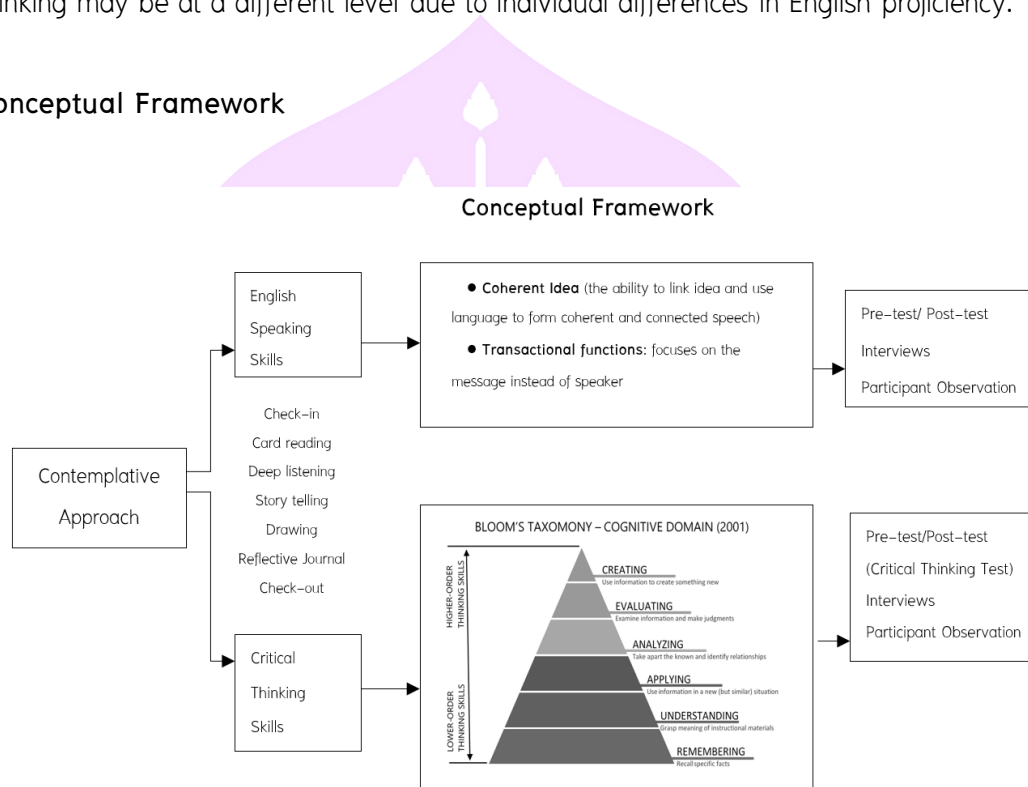 inking may be at a different level due to individual differences in English proficiency.
onceptual Framework
Conceptual Framework
Contemplative
Approach
English
Speaking
Skills
Check-in
Card reading
Deep listening
Story telling
Drawing
Reflective Journal
Check-out
Critical
Thinking
Skills
● Coherent Idea (the ability to link idea and use
language to form coherent and connected speech)
● Transactional functions: focuses on the
message instead of speaker
Pre-test/ Post-test
Interviews
Participant Observation
BLOOM'S TAXOMONY – COGNITIVE DOMAIN (2001)
HIGHER-ORDER
THINKING SKILLS
LOWER-ORDER
THINKING SKILLS
CREATING
Use information to create something new
EVALUATING
Examine information and make judgments
ANALYZING
Take apart the known and identify relationships
APPLYING
Use information in a new (but similar) situation
UNDERSTANDING
Grasp meaning of instructional materials
REMEMBERING
Recall specific facts
Pre-test/Post-test
(Critical Thinking Test)
Interviews
Participant Observation